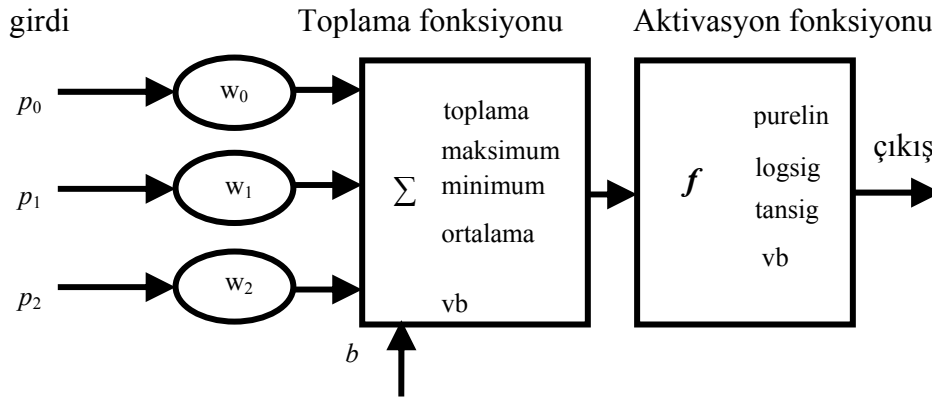 girdi
Toplama fonksiyonu
Aktivasyon fonksiyonu
p₀
w₀
p₁
w₁
p₂
w₂
∑
toplama
maksimum
minimum
ortalama
vb
b
f
purelin
logsig
tansig
vb
çıkış